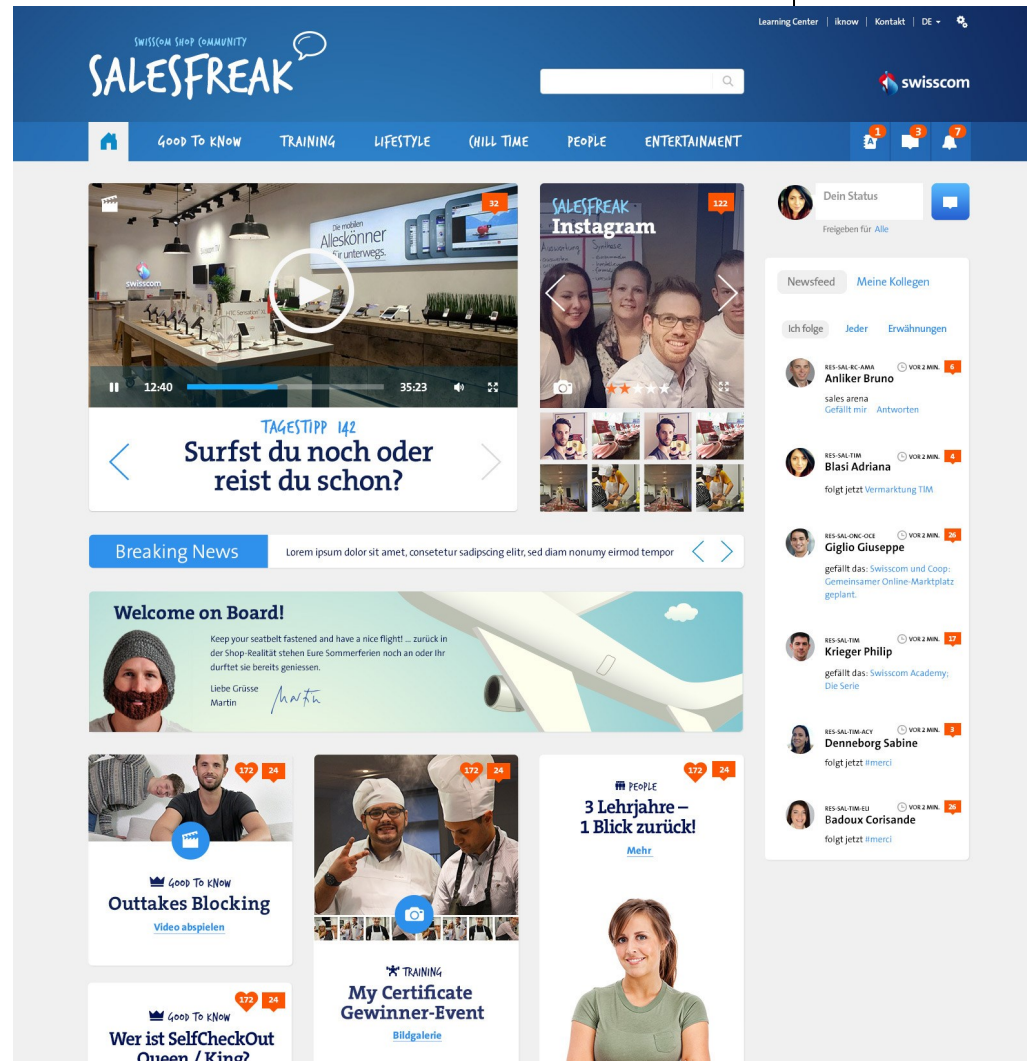 Learning Center | iknow | Kontakt | DE
SWISSCOM SHOP COMMUNITY
SALESFREAK
swisscom
GOOD TO KNOW TRAINING LIFESTYLE CHILL TIME PEOPLE ENTERTAINMENT
1 3 7
32
Die mobilen
Alleskönner
für unterwegs.
swisscom
12:40 35:23
TAGESTIPP 142
Surfst du noch oder
reist du schon?
SALESFREAK
Instagram
122
Breaking News
Lorem ipsum dolor sit amet, consetetur sadipscing elitr, sed diam nonumy eirmod tempor
Welcome on Board!
Keep your seatbelt fastened and have a nice flight! ... zurück in
der Shop-Realität stehen Eure Sommerferien noch an oder Ihr
durftet sie bereits geniessen.
Liebe Grüsse
Martin
Martin
172 24
GOOD TO KNOW
Outtakes Blocking
Video abspielen
172 24
GOOD TO KNOW
Wer ist SelfCheckOut
Queen / King?
172 24
TRAINING
My Certificate
Gewinner-Event
Bildgalerie
172 24
PEOPLE
3 Lehrjahre –
1 Blick zurück!
Mehr
Dein Status
Freigeben für Alle
Newsfeed Meine Kollegen
Ich folge Jeder Erwähnungen
RES-SAL-RC-AMA VOR 2 MIN. 6
Anliker Bruno
sales arena
Gefällt mir Antworten
RES-SAL-TIM VOR 2 MIN. 4
Blasi Adriana
folgt jetzt Vermarktung TIM
RES-SAL-ONC-OCE VOR 2 MIN. 26
Giglio Giuseppe
gefällt das: Swisscom und Coop:
Gemeinsamer Online-Marktplatz
geplant.
RES-SAL-TIM VOR 2 MIN. 17
Krieger Philip
gefällt das: Swisscom Academy;
Die Serie
RES-SAL-TIM-ACY VOR 2 MIN. 3
Denneborg Sabine
folgt jetzt #merci
RES-SAL-TIM-ELI VOR 2 MIN. 26
Badoux Corisande
folgt jetzt #merci